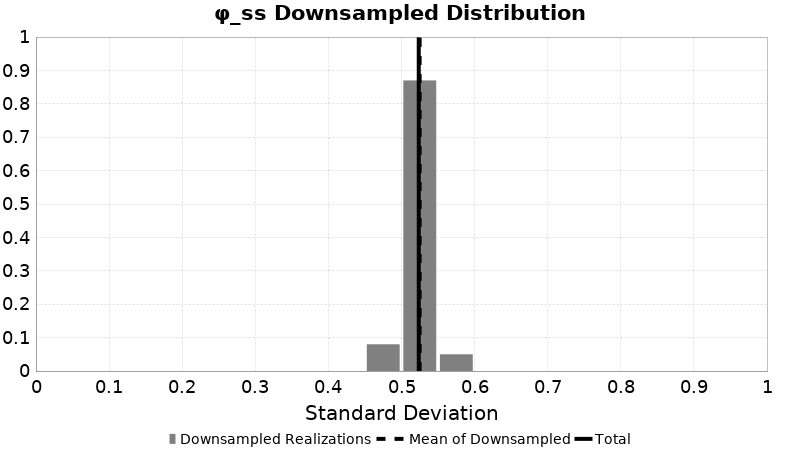 φ_ss Downsampled Distribution
1
0.9
0.8
0.7
0.6
0.5
0.4
0.3
0.2
0.1
0
0 0.1 0.2 0.3 0.4 0.5 0.6 0.7 0.8 0.9 1
Standard Deviation
Downsampled Realizations Mean of Downsampled Total